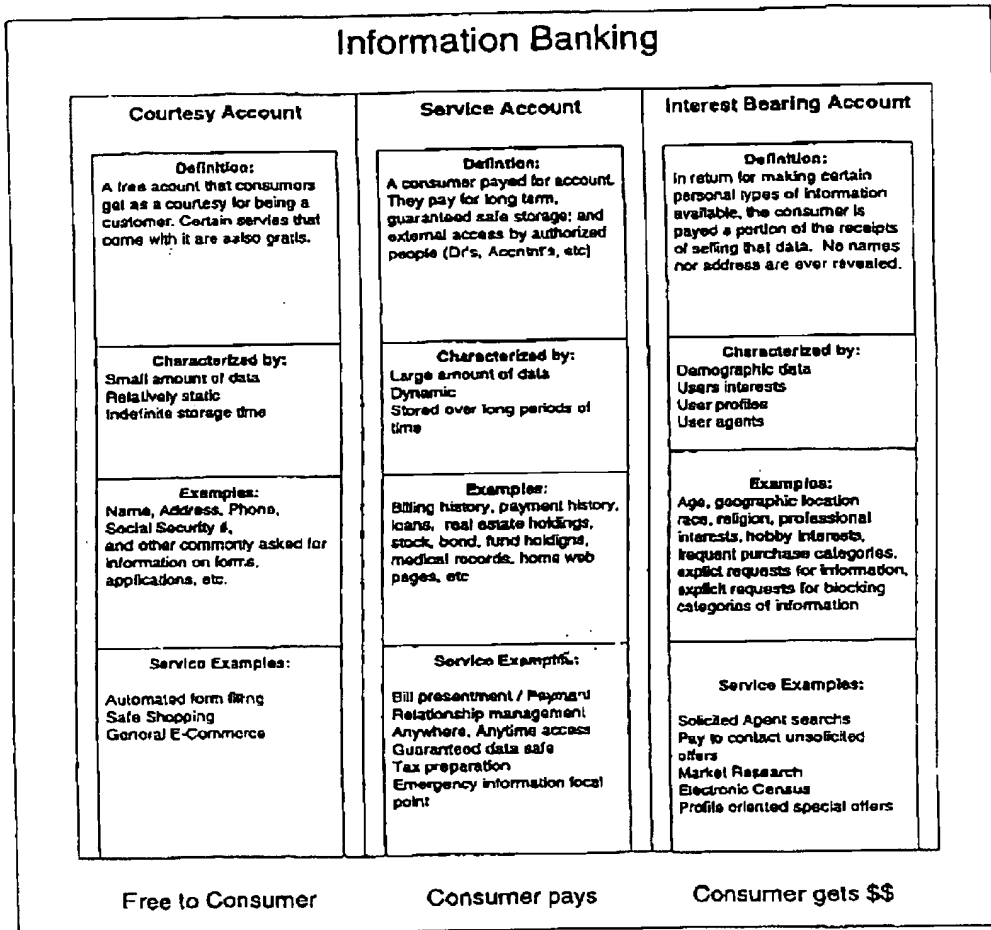 Information Banking
Courtesy Account
Definition:
A free acount that consumers
get as a courtesy for being a
customer. Certain servies that
come with it are aslso gratis.
Characterized by:
Small amount of data
Relatively static
Indefinite storage time
Examples:
Name, Address, Phone,
Social Security #,
and other commonly asked for
information on forms,
applications, etc.
Service Examples:
Automated form filling
Safe Shopping
General E-Commerce
Free to Consumer
Service Account
Defintion:
A consumer payed for account.
They pay for long term,
guaranteed safe storage; and
external access by authorized
people (Dr's, Accntnt's, etc)
Characterized by:
Large amount of data
Dynamic
Stored over long periods of
time
Examples:
Billing history, payment history,
loans, real estate holdings,
stock, bond, fund holdigns,
medical records, home web
pages, etc
Service Examples:
Bill presentment / Payment
Relationship management
Anywhere, Anytime access
Guaranteed data safe
Tax preparation
Emergency information focal
point
Consumer pays
Interest Bearing Account
Definition:
In return for making certain
personal types of information
available, the consumer is
payed a portion of the receipts
of selling that data. No names
nor address are ever revealed.
Characterized by:
Demographic data
Users interests
User profiles
User agents
Examples:
Age, geographic location
race, religion, professional
interests, hobby interests,
frequent purchase categories,
explict requests for information,
explicit requests for blocking
categories of information
Service Examples:
Solicited Agent searchs
Pay to contact unsolicited
offers
Market Research
Electronic Census
Profile oriented special offers
Consumer gets $$